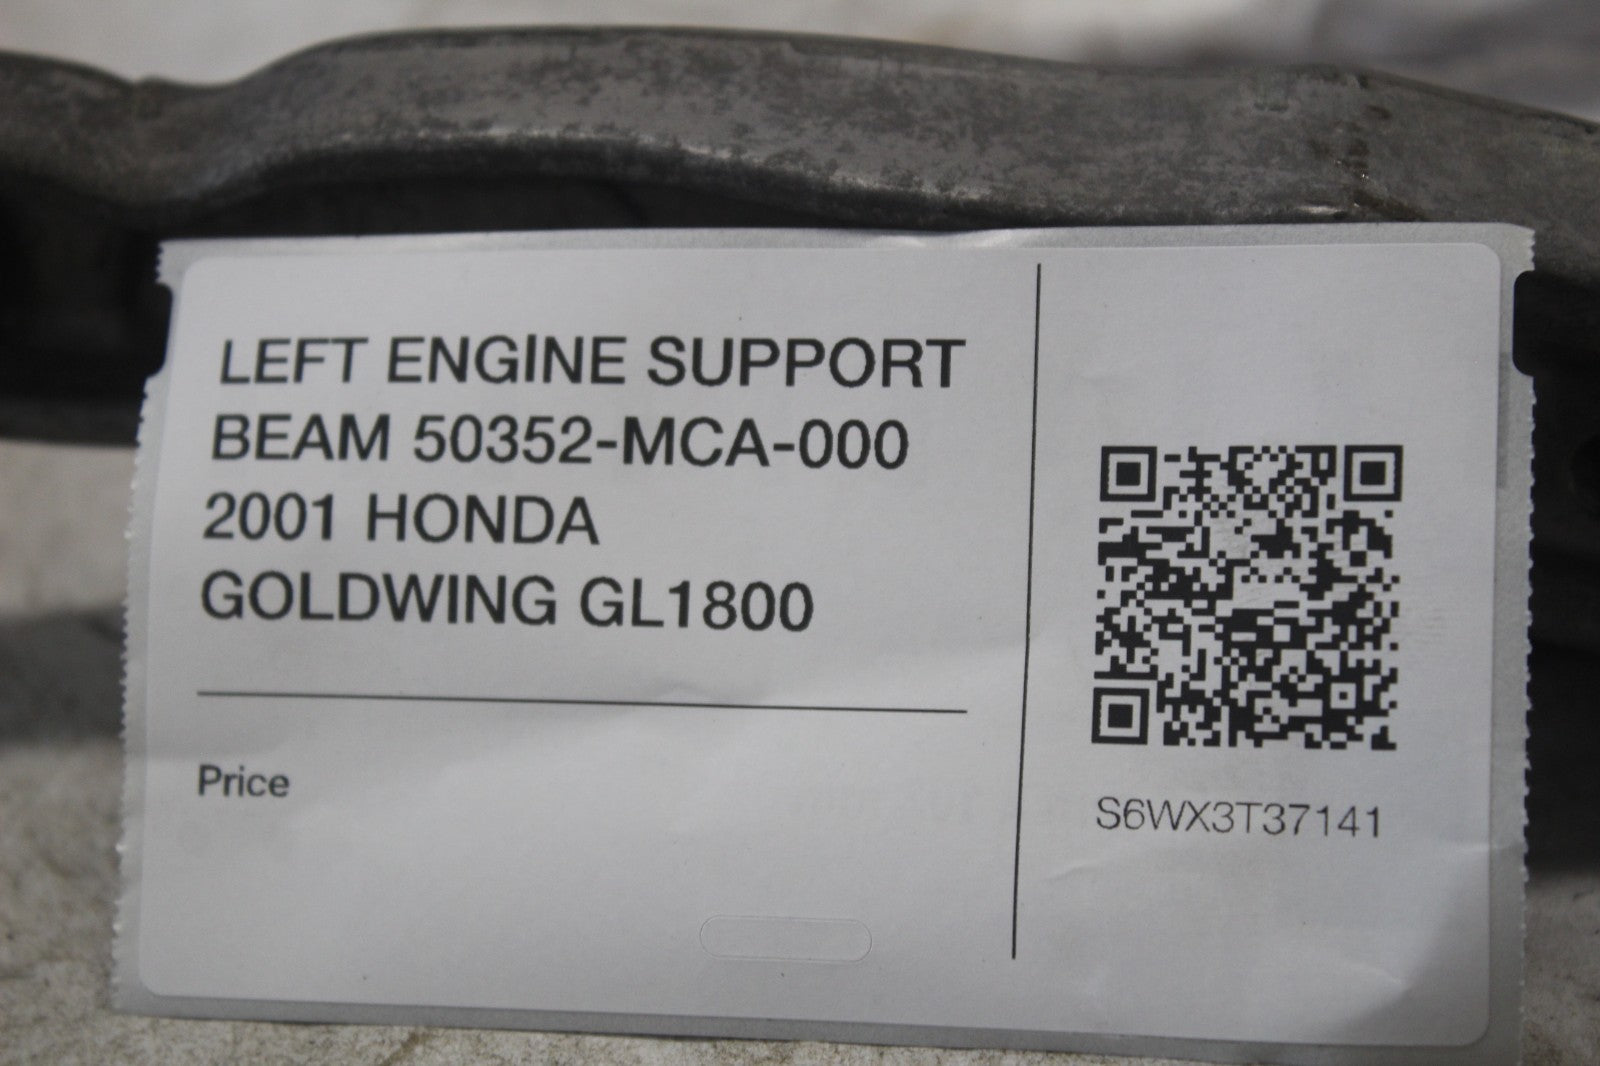 LEFT ENGINE SUPPORT
BEAM 50352-MCA-000
2001 HONDA
GOLDWING GL1800
Price
S6WX3T37141